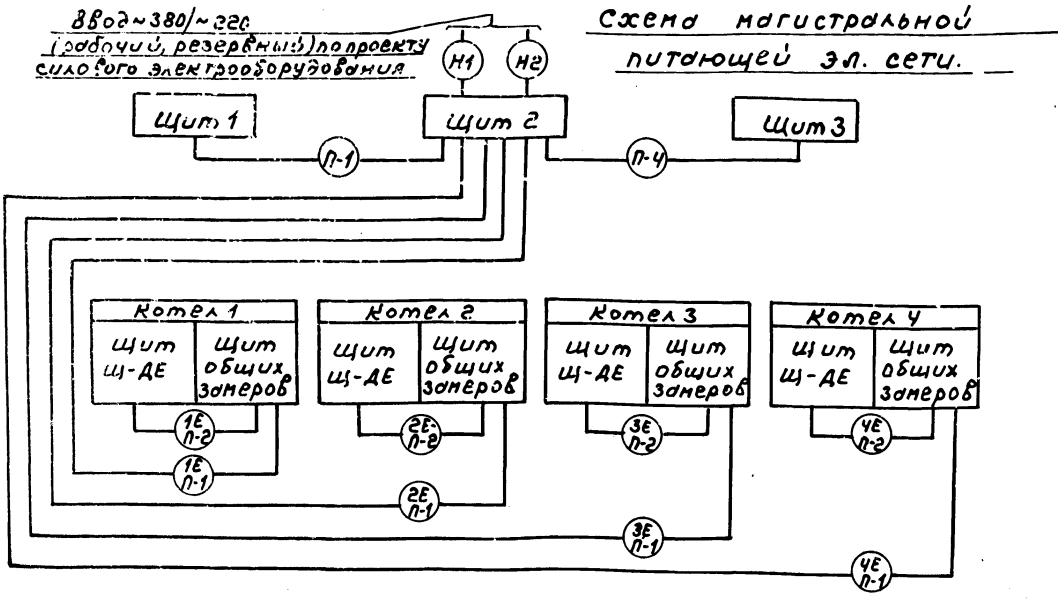 Ввод ~380/~220
(рабочий, резервный) по проекту
силового электрооборудования
Схема магистральной
питающей эл. сети.
Н1
Н2
Щит 1
Щит 2
Щит 3
П-1
П-4
Котел 1
Щит
Щ-ДЕ
Щит
общих
замеров
1Е
П-2
1Е
П-1
Котел 2
Щит
Щ-ДЕ
Щит
общих
замеров
2Е-
П-2
2Е
П-1
Котел 3
Щит
Щ-ДЕ
Щит
общих
замеров
3Е
П-2
3Е
П-1
Котел 4
Щит
Щ-ДЕ
Щит
общих
замеров
4Е
П-2
4Е
П-1